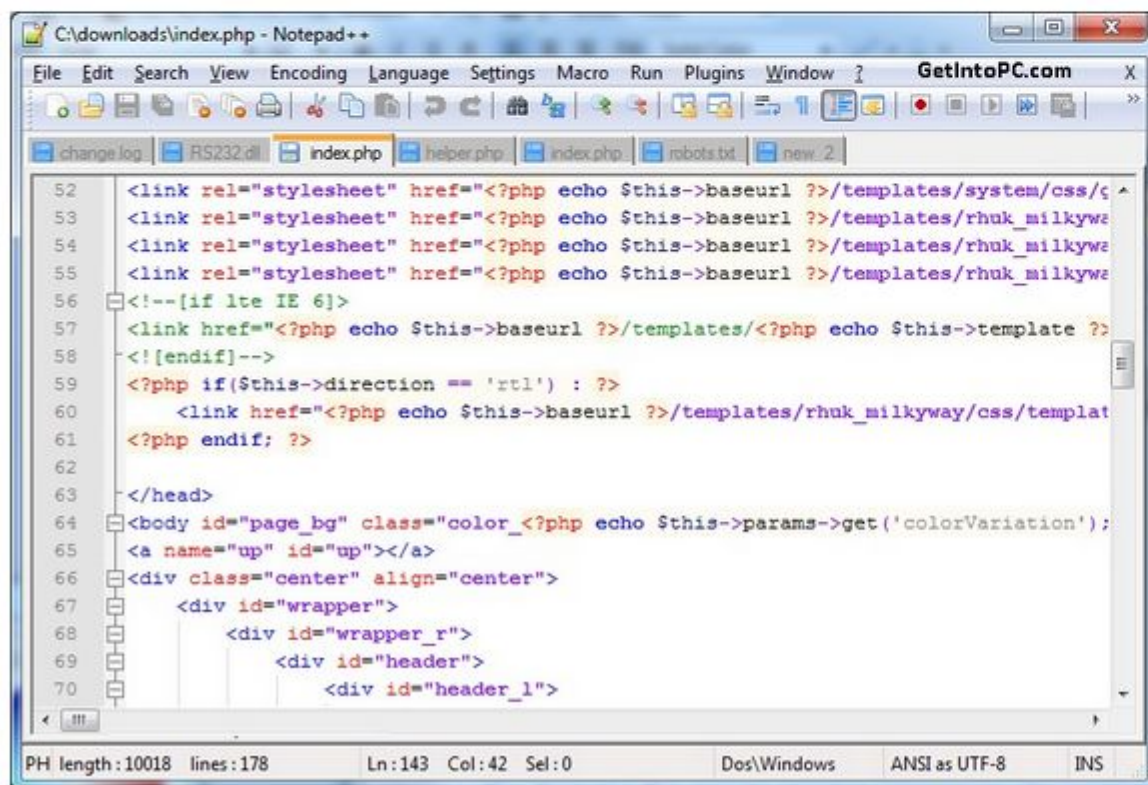 C:\downloads\index.php - Notepad++
File Edit Search View Encoding Language Settings Macro Run Plugins Window ? GetIntoPC.com X
change.log RS232.dll index.php helper.php index.php robots.txt new 2
52 <link rel="stylesheet" href="<?php echo $this->baseurl ?>/templates/system/css/
53 <link rel="stylesheet" href="<?php echo $this->baseurl ?>/templates/rhuk_milkywa
54 <link rel="stylesheet" href="<?php echo $this->baseurl ?>/templates/rhuk_milkywa
55 <link rel="stylesheet" href="<?php echo $this->baseurl ?>/templates/rhuk_milkywa
56 <!--[if lte IE 6]>
57 <link href="<?php echo $this->baseurl ?>/templates/<?php echo $this->template ?>
58 <![endif]-->
59 <?php if($this->direction == 'rtl') : ?>
60 <link href="<?php echo $this->baseurl ?>/templates/rhuk_milkyway/css/templat
61 <?php endif; ?>
62
63 </head>
64 <body id="page_bg" class="color_<?php echo $this->params->get('colorVariation');
65 <a name="up" id="up"></a>
66 <div class="center" align="center">
67 <div id="wrapper">
68 <div id="wrapper_r">
69 <div id="header">
70 <div id="header_l">
PH length : 10018 lines : 178 Ln : 143 Col : 42 Sel : 0 Dos\Windows ANSI as UTF-8 INS